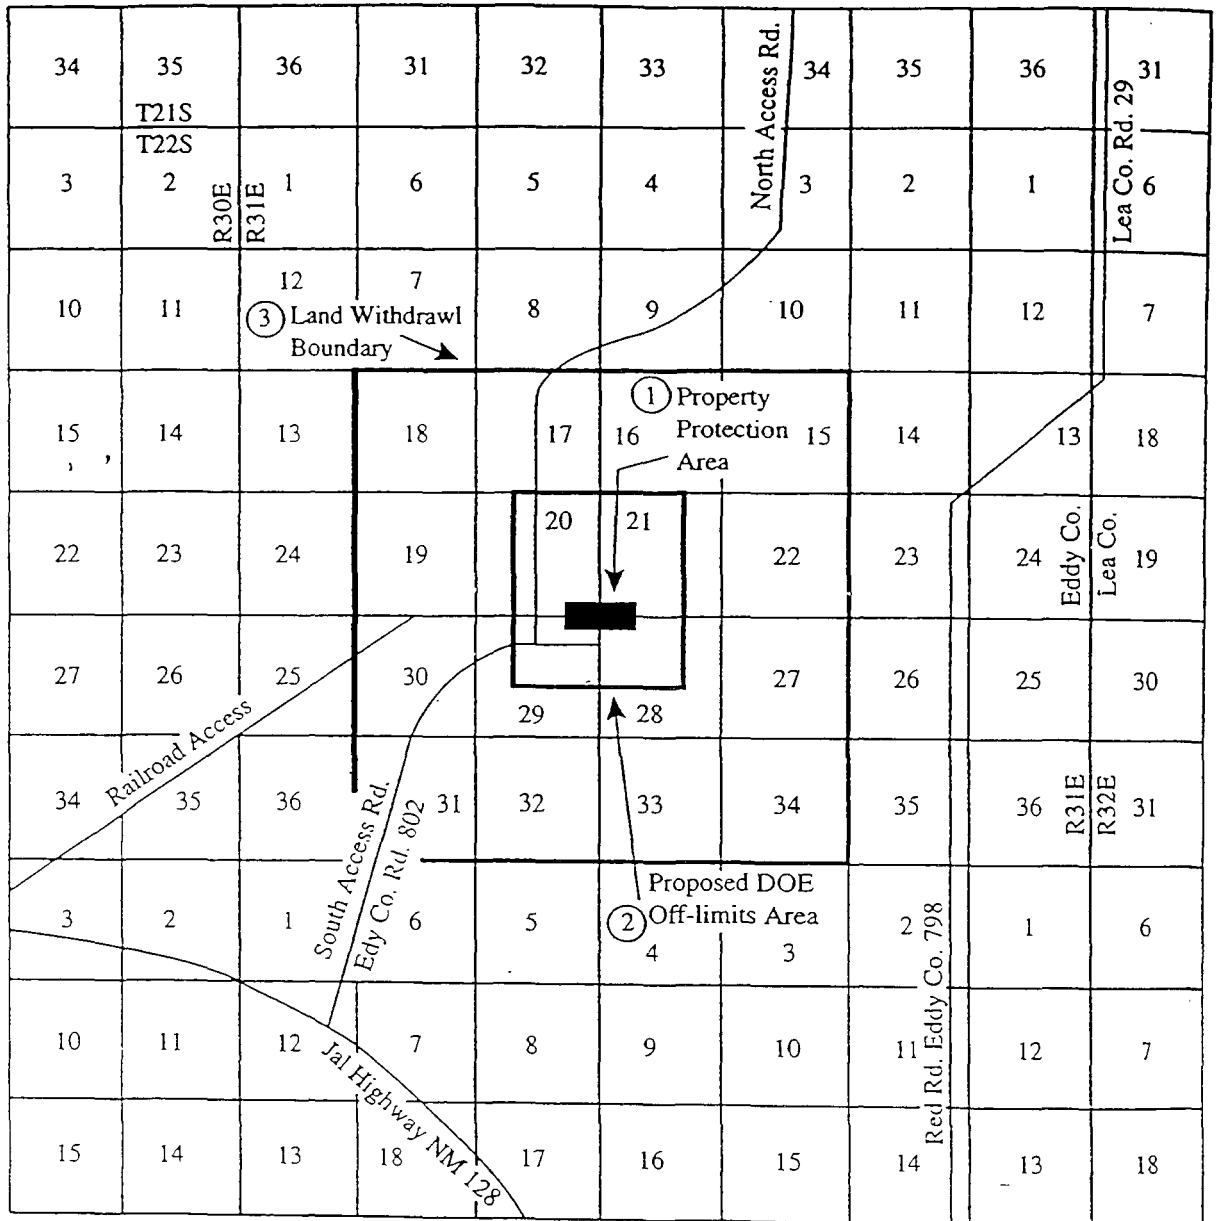 34 35 36 31 32 33 34 35 36 31
North Access Rd.
Lea Co. Rd. 29
T21S
T22S
3 2 1 6 5 4 3 2 1 6
R30E
R31E
10 11 12 7 8 9 10 11 12 7
3 Land Withdrawl
Boundary
1 Property
Protection
Area
15 14 13 18 17 16 15 14 13 18
20 21
22 23 24 19 22 23 24 19
Eddy Co.
Lea Co.
27 26 25 30 27 26 25 30
29 28
Railroad Access
34 35 36 31 32 33 34 35 36 31
R31E
R32E
South Access Rd.
Edy Co. Rd. 802
Proposed DOE
2 Off-limits Area
3 2 1 6 5 4 3 2 1 6
Red Rd. Eddy Co. 798
10 11 12 7 8 9 10 11 12 7
Jal Highway NM 128
15 14 13 18 17 16 15 14 13 18